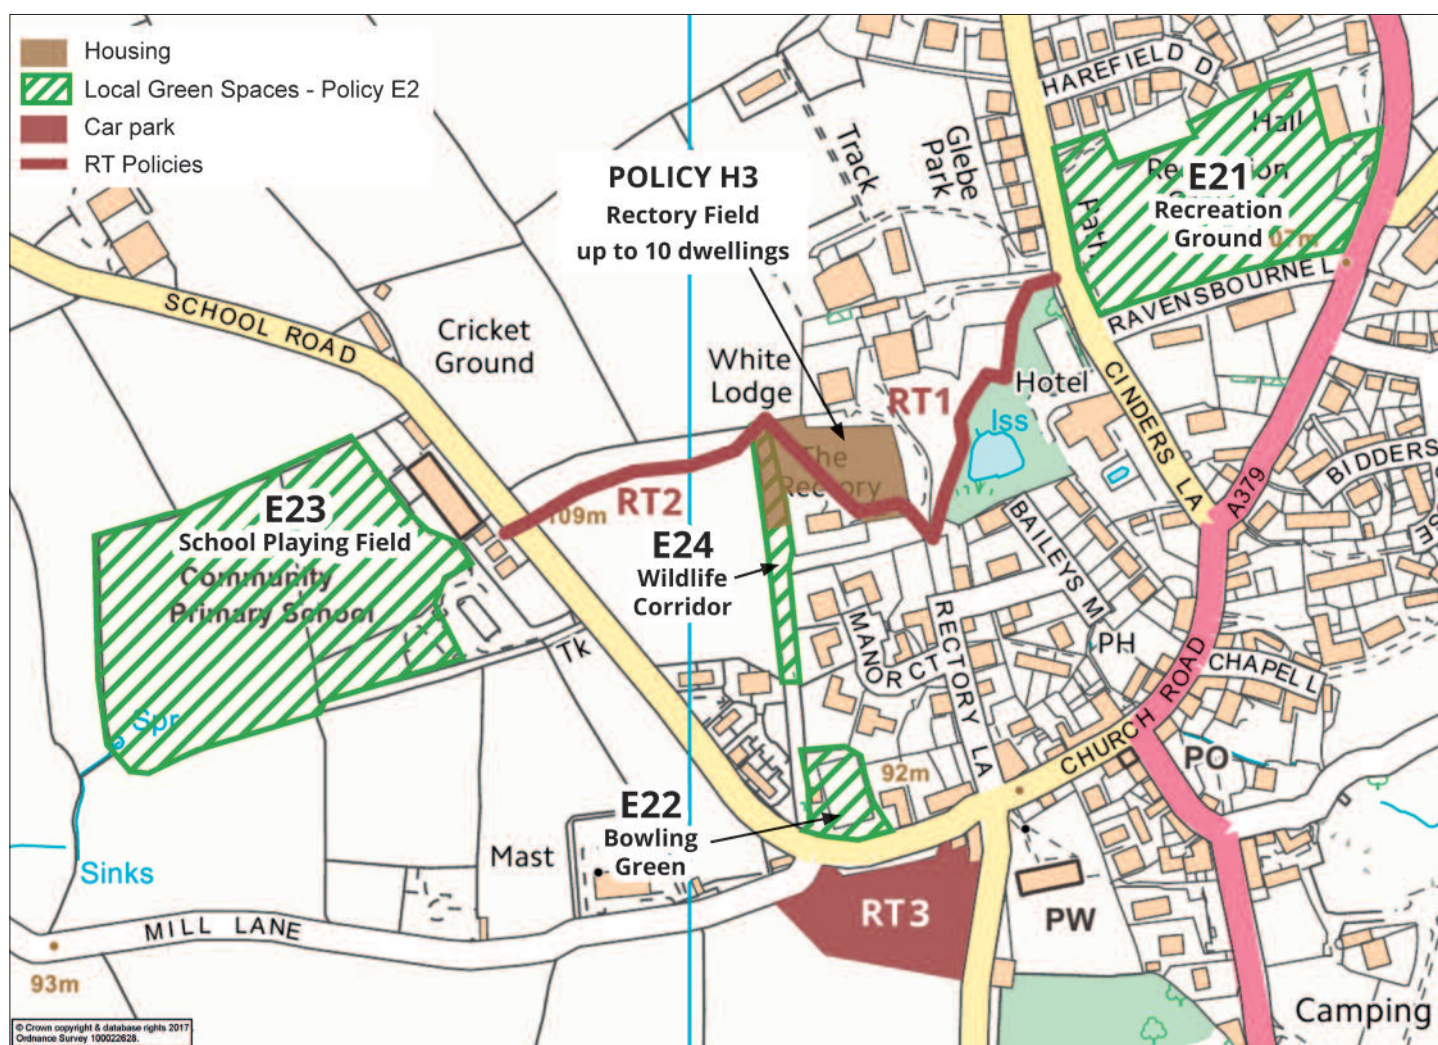 Housing
Local Green Spaces - Policy E2
Car park
RT Policies
HAREFIELD D
Hall
Track
Glebe
Park
POLICY H3
Rectory Field
up to 10 dwellings
E21
Recreation
Ground
Path
07m
RAVENSBOURNE L
SCHOOL ROAD
Cricket
Ground
White
Lodge
RT1
Hotel
Iss
CINDERS LA
A379
BIDDERS
The
Rectory
E23
School Playing Field
Community
Primary School
RT2
109m
E24
Wildlife
Corridor
BAILEYS M
MANOR CT
RECTORY LA
PH
CHAPEL L
CHURCH ROAD
Tk
Spr
92m
PO
E22
Bowling
Green
Mast
Sinks
MILL LANE
RT3
PW
93m
Camping
© Crown copyright & database rights 2017
Ordnance Survey 100022628.